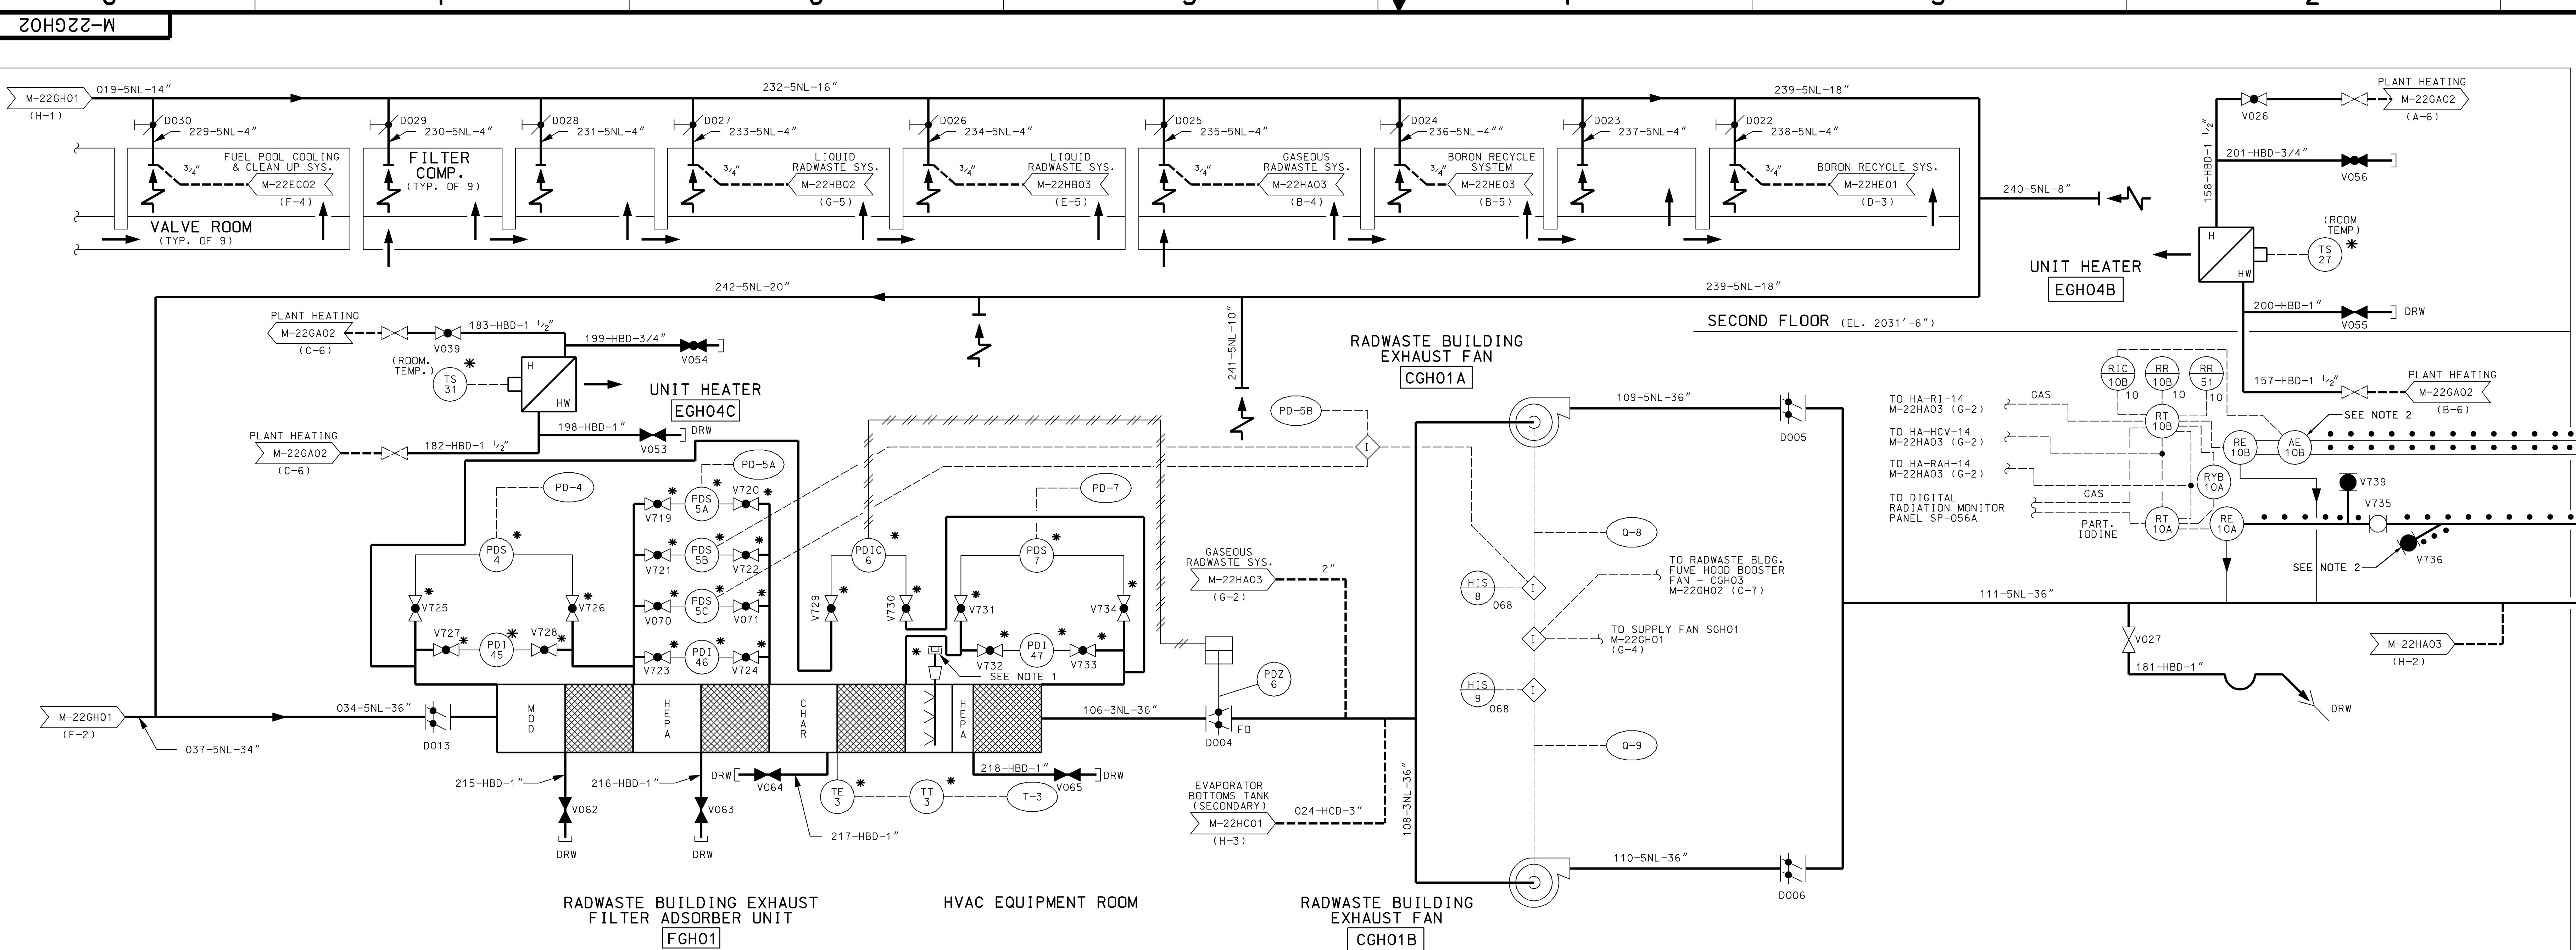 M-22GH02
M-22GH01
(H-1)
019-5NL-14"
232-5NL-16"
239-5NL-18"
D030
229-5NL-4"
D029
230-5NL-4"
D028
231-5NL-4"
D027
233-5NL-4"
D026
234-5NL-4"
D025
235-5NL-4"
D024
236-5NL-4""
D023
237-5NL-4"
D022
238-5NL-4"
3/4"
FUEL POOL COOLING
& CLEAN UP SYS.
M-22EC02
(F-4)
FILTER
COMP.
(TYP. OF 9)
3/4"
LIQUID
RADWASTE SYS.
M-22HB02
(G-5)
3/4"
LIQUID
RADWASTE SYS.
M-22HB03
(E-5)
3/4"
GASEOUS
RADWASTE SYS.
M-22HA03
(B-4)
3/4"
BORON RECYCLE
SYSTEM
M-22HE03
(B-5)
3/4"
BORON RECYCLE SYS.
M-22HE01
(D-3)
VALVE ROOM
(TYP. OF 9)
240-5NL-8"
PLANT HEATING
M-22GA02
(A-6)
V026
158-HBD-1 1/2"
201-HBD-3/4"
V056
(ROOM
TEMP)
TS
27
*
H
HW
UNIT HEATER
EGH04B
200-HBD-1"
V055
DRW
157-HBD-1 1/2"
PLANT HEATING
M-22GA02
(B-6)
SECOND FLOOR (EL. 2031'-6")
242-5NL-20"
239-5NL-18"
241-5NL-10"
PLANT HEATING
M-22GA02
(C-6)
183-HBD-1 1/2"
V039
199-HBD-3/4"
V054
(ROOM.
TEMP.)
TS
31
*
H
HW
UNIT HEATER
EGH04C
198-HBD-1"
V053
DRW
PLANT HEATING
M-22GA02
(C-6)
182-HBD-1 1/2"
PD-4
PD-5A
PD-7
PD-5B
I
PDS
4
*
V725
*
V726
*
V727
*
PDI
45
*
V728
*
V719
*
PDS
5A
*
V720
*
V721
*
PDS
5B
*
V722
*
V070
*
PDS
5C
*
V071
*
V723
*
PDI
46
*
V724
*
PDIC
6
*
V729
*
V730
*
PDS
7
*
V731
*
V734
*
V732
*
PDI
47
*
V733
*
*
SEE NOTE 1
M-22GH01
(F-2)
037-5NL-34"
034-5NL-36"
D013
MOD
HEPA
CHAR
HEPA
215-HBD-1"
V062
DRW
216-HBD-1"
V063
DRW
DRW
V064
217-HBD-1"
218-HBD-1"
V065
DRW
TE
3
*
TT
3
*
T-3
106-3NL-36"
D004
FO
PDZ
6
GASEOUS
RADWASTE SYS.
M-22HA03
(G-2)
2"
EVAPORATOR
BOTTOMS TANK
(SECONDARY)
M-22HC01
(H-3)
024-HCD-3"
108-3NL-36"
RADWASTE BUILDING EXHAUST
FILTER ADSORBER UNIT
FGH01
HVAC EQUIPMENT ROOM
RADWASTE BUILDING
EXHAUST FAN
CGH01A
RADWASTE BUILDING
EXHAUST FAN
CGH01B
109-5NL-36"
D005
110-5NL-36"
D006
Q-8
HIS
8
068
I
TO RADWASTE BLDG.
FUME HOOD BOOSTER
FAN - CGH03
M-22GH02 (C-7)
I
TO SUPPLY FAN SGH01
M-22GH01
(G-4)
HIS
9
068
I
Q-9
111-5NL-36"
TO HA-RI-14
M-22HA03 (G-2)
GAS
TO HA-HCV-14
M-22HA03 (G-2)
TO HA-RAH-14
M-22HA03 (G-2)
TO DIGITAL
RADIATION MONITOR
PANEL SP-056A
GAS
PART.
IODINE
RIC
10B
10
RR
10B
10
RR
51
10
RT
10B
RE
10B
AE
10B
SEE NOTE 2
RYB
10A
RT
10A
RE
10A
V739
V735
V736
SEE NOTE 2
V027
181-HBD-1"
DRW
M-22HA03
(H-2)